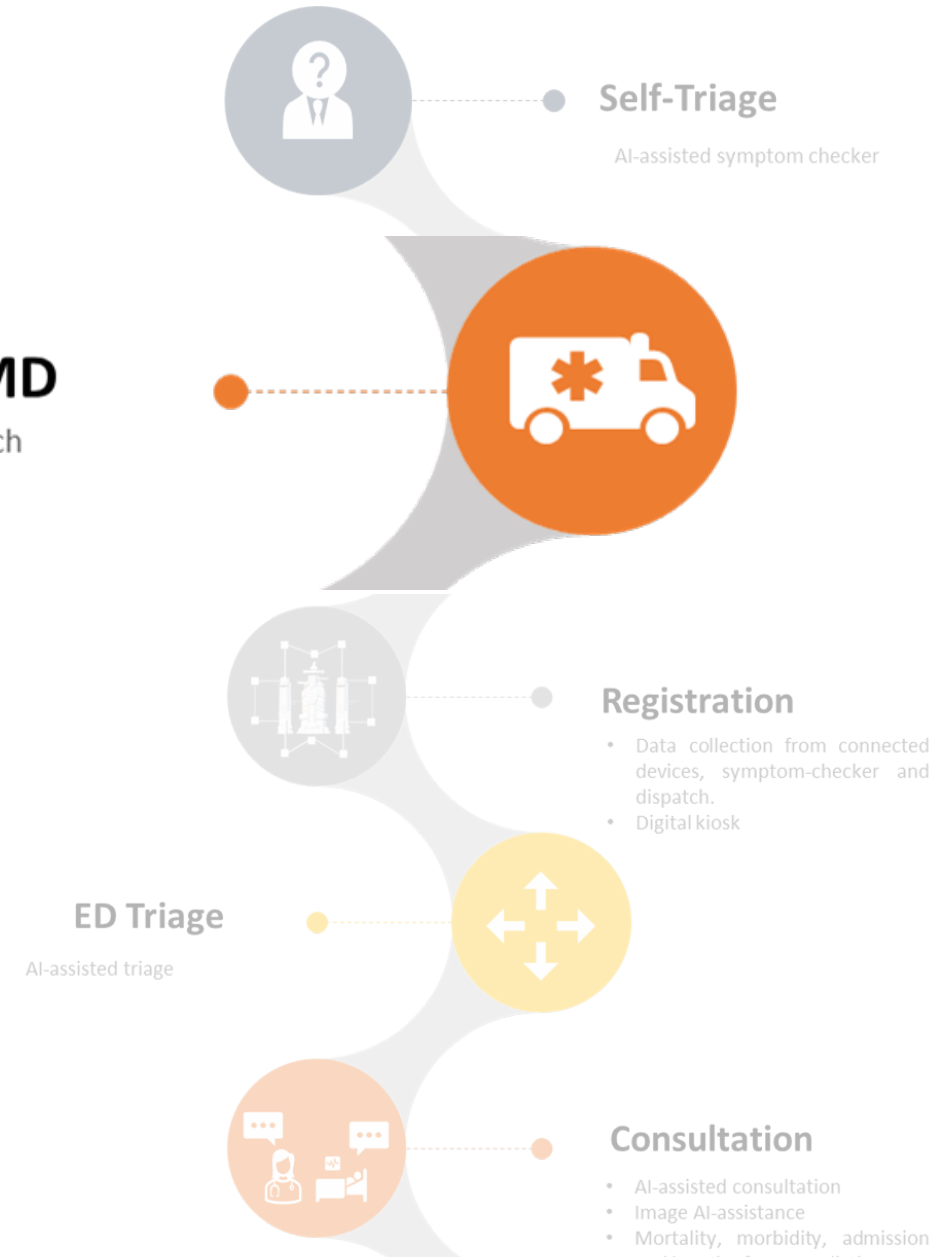 ?
Self-Triage
AI-assisted symptom checker
MD
ch
Registration
• Data collection from connected
devices, symptom-checker and
dispatch.
• Digital kiosk
ED Triage
AI-assisted triage
Consultation
• AI-assisted consultation
• Image AI-assistance
• Mortality, morbidity, admission